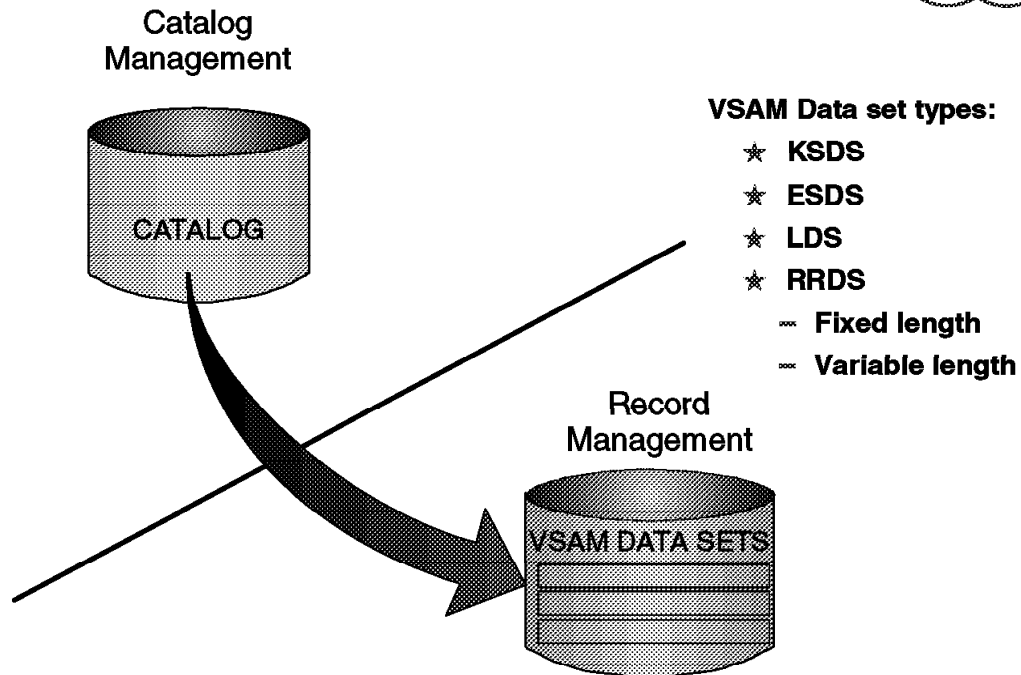 Catalog
Management
CATALOG
VSAM Data set types:
KSDS
ESDS
LDS
RRDS
Fixed length
Variable length
Record
Management
VSAM DATA SETS